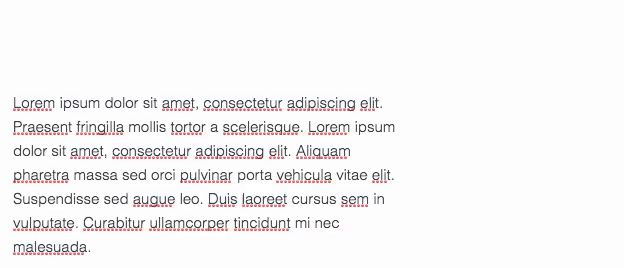 Lorem ipsum dolor sit amet, consectetur adipiscing elit.
Praesent fringilla mollis tortor a scelerisque. Lorem ipsum
dolor sit amet, consectetur adipiscing elit. Aliquam
pharetra massa sed orci pulvinar porta vehicula vitae elit.
Suspendisse sed augue leo. Duis laoreet cursus sem in
vulputate. Curabitur ullamcorper tincidunt mi nec
malesuada.